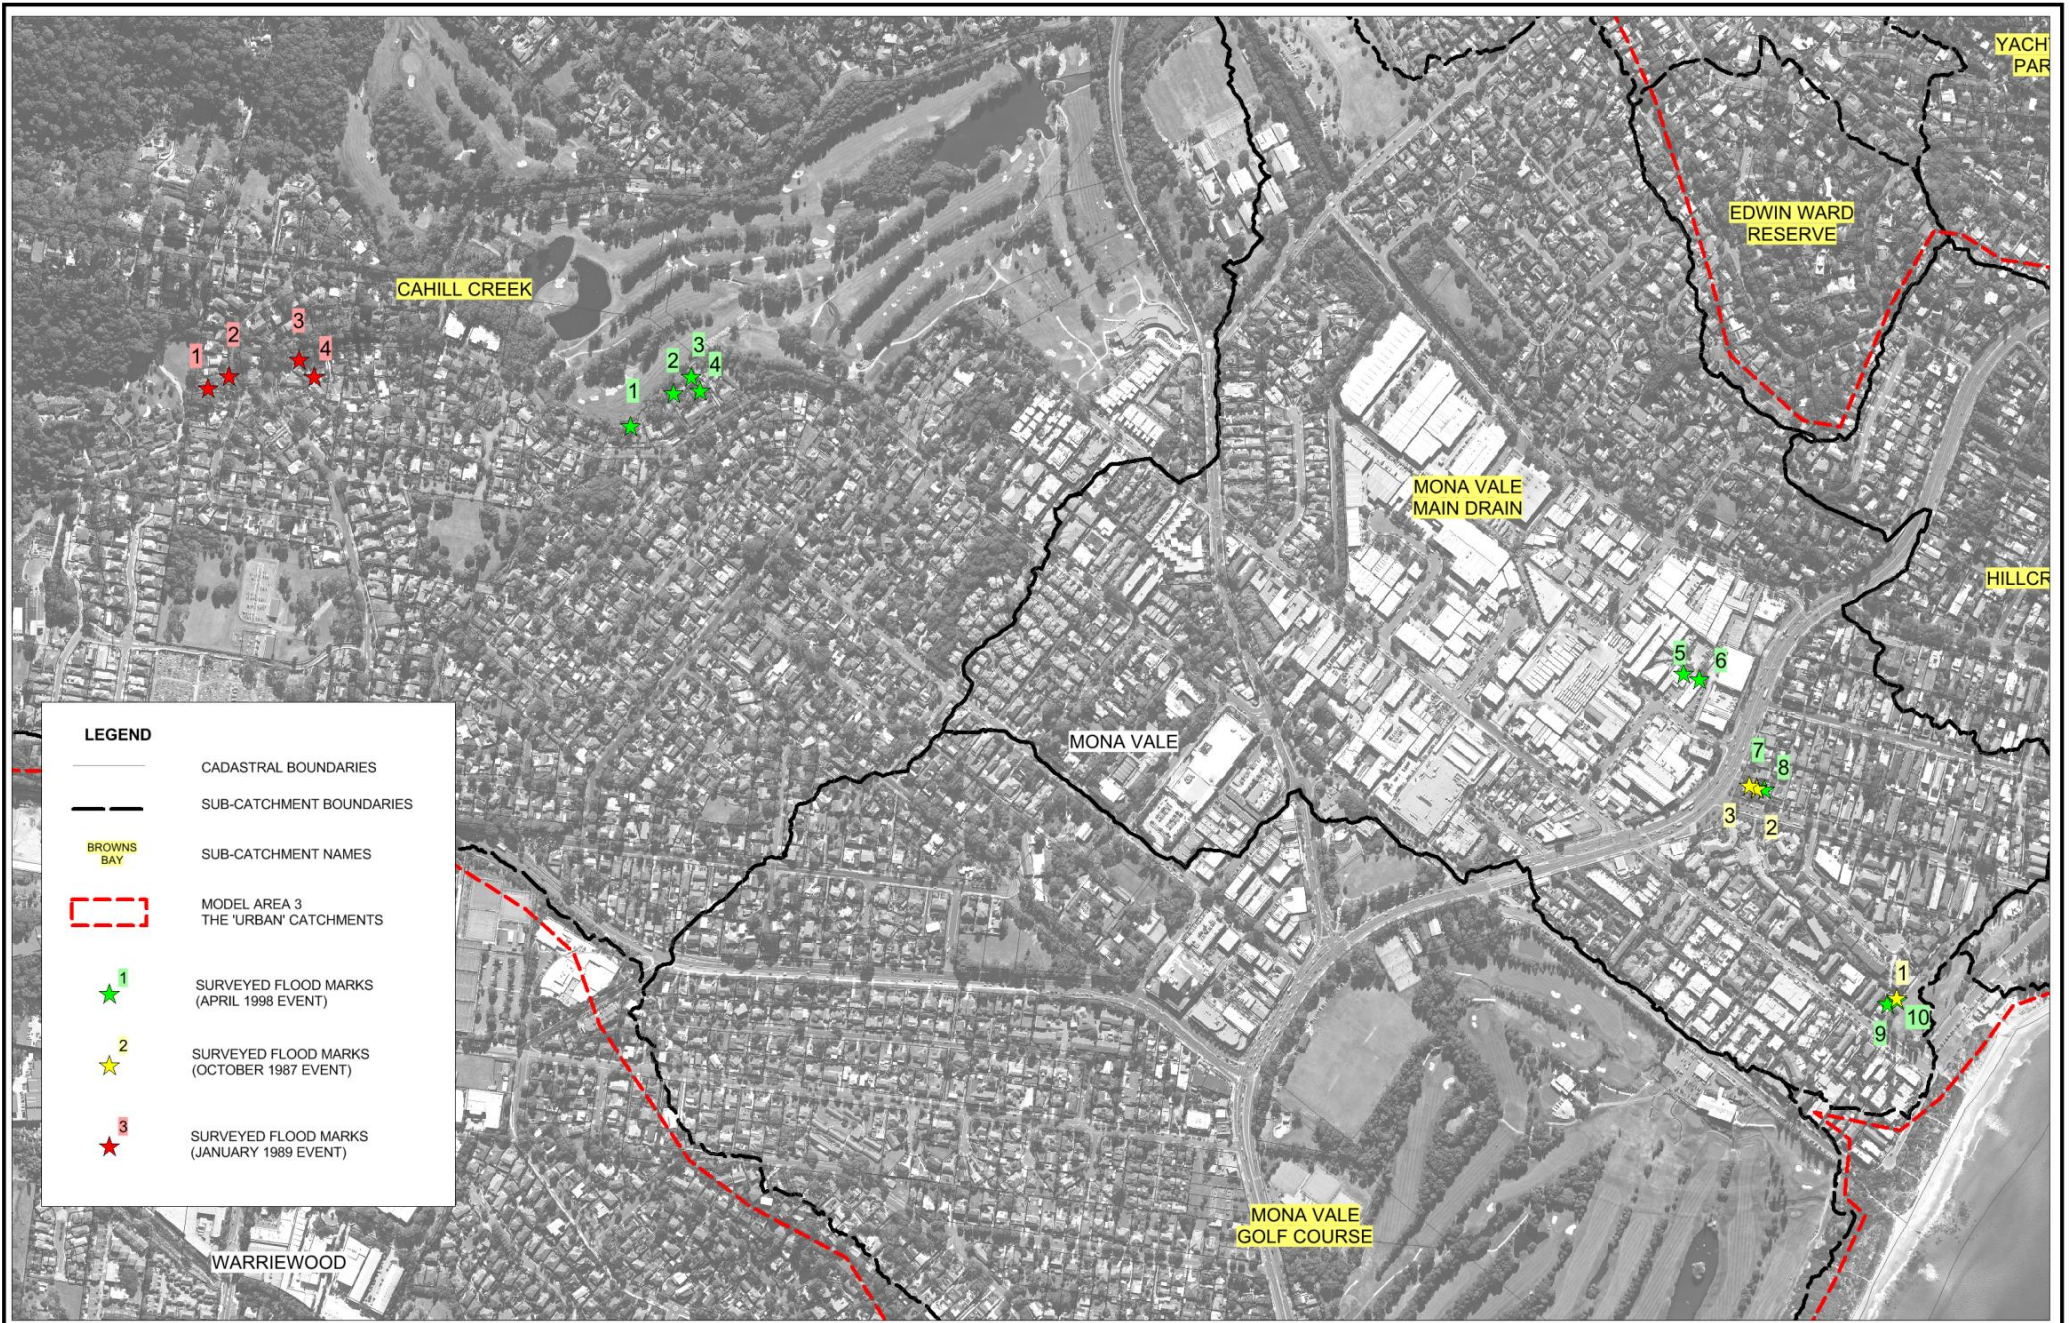 YACH
PAR
EDWIN WARD
RESERVE
CAHILL CREEK
3
2
4
1
3
2
4
1
MONA VALE
MAIN DRAIN
HILLCR
5
6
MONA VALE
7
8
3
2
1
10
9
LEGEND
CADASTRAL BOUNDARIES
SUB-CATCHMENT BOUNDARIES
BROWNS
BAY
SUB-CATCHMENT NAMES
MODEL AREA 3
THE 'URBAN' CATCHMENTS
1
SURVEYED FLOOD MARKS
(APRIL 1998 EVENT)
2
SURVEYED FLOOD MARKS
(OCTOBER 1987 EVENT)
3
SURVEYED FLOOD MARKS
(JANUARY 1989 EVENT)
MONA VALE
GOLF COURSE
WARRIEWOOD